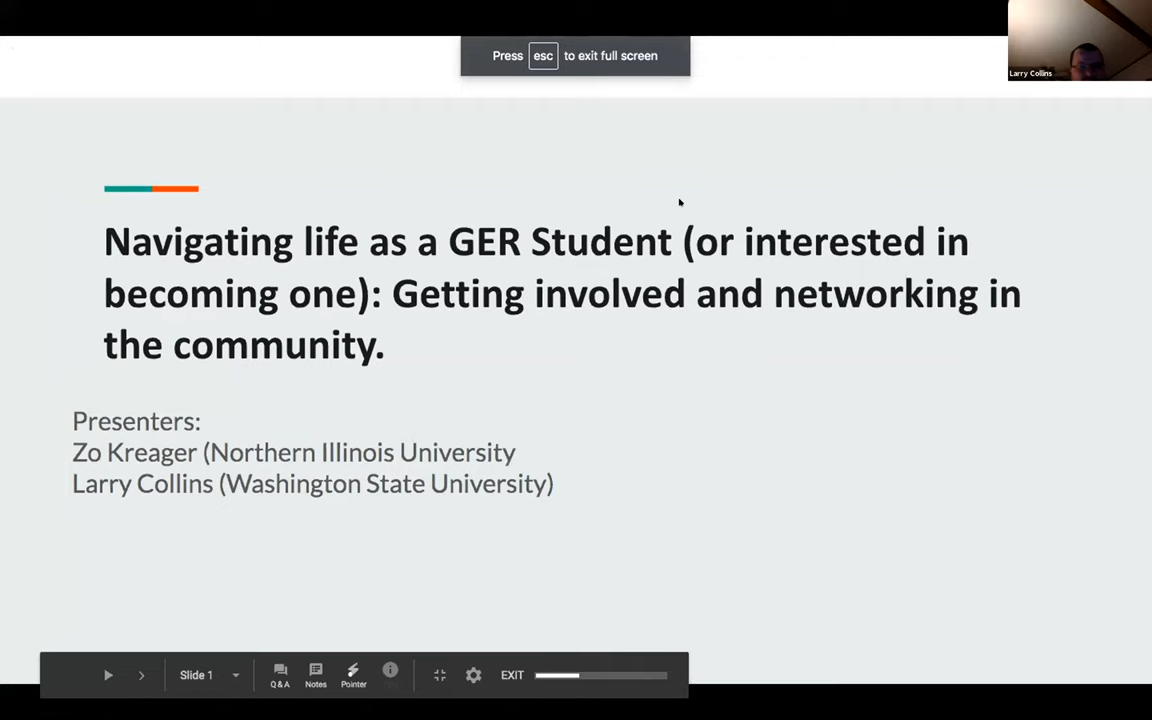 Press esc to exit full screen
Larry Collins
Navigating life as a GER Student (or interested in
becoming one): Getting involved and networking in
the community.
Presenters:
Zo Kreager (Northern Illinois University
Larry Collins (Washington State University)
Slide 1
Q&A
Notes
Pointer
EXIT